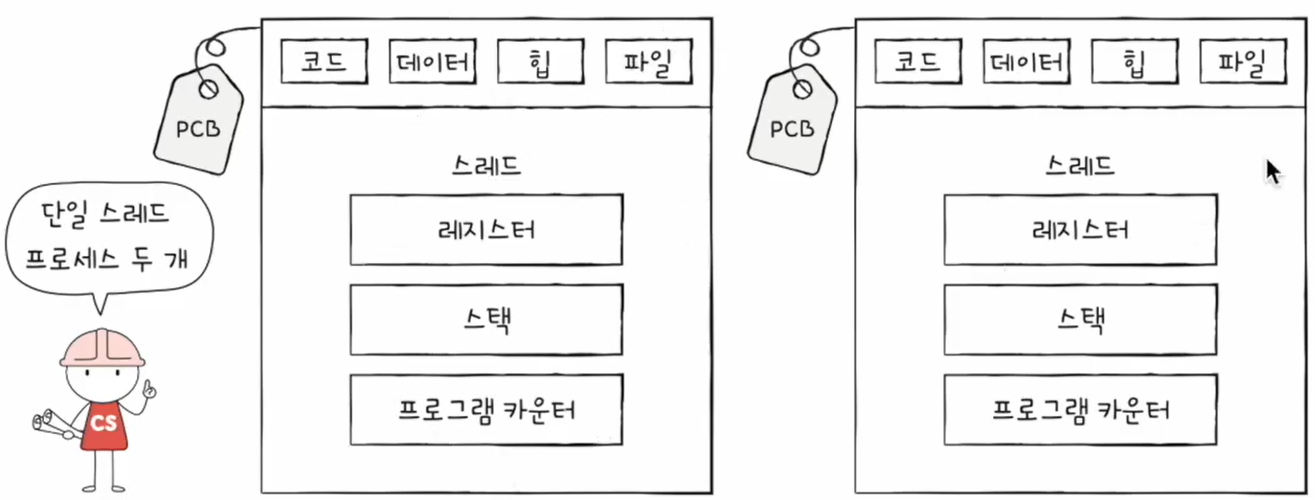 코드 데이터 힙 파일
PCB
스레드
레지스터
스택
프로그램 카운터
코드 데이터 힙 파일
PCB
스레드
레지스터
스택
프로그램 카운터
단일 스레드
프로세스 두 개
CS